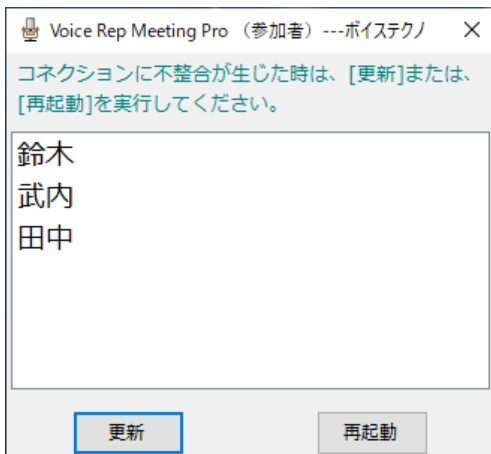 Voice Rep Meeting Pro （参加者）---ボイステクノ
コネクションに不整合が生じた時は、[更新]または、
[再起動]を実行してください。
鈴木
武内
田中
更新
再起動